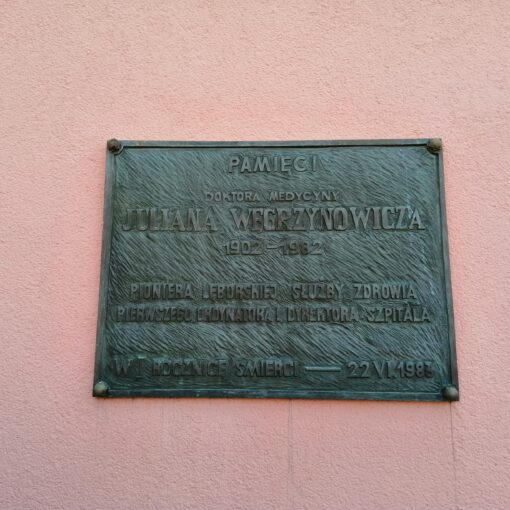 PAMIĘCI
DOKTORA MEDYCYNY
JULIANA WĘGRZYNOWICZA
1902 – 1982
PIONIERA LĘBORSKIEJ SŁUŻBY ZDROWIA
PIERWSZEGO ORDYNATORA I DYREKTORA SZPITALA
W I ROCZNICĘ ŚMIERCI — 22 VI 1983